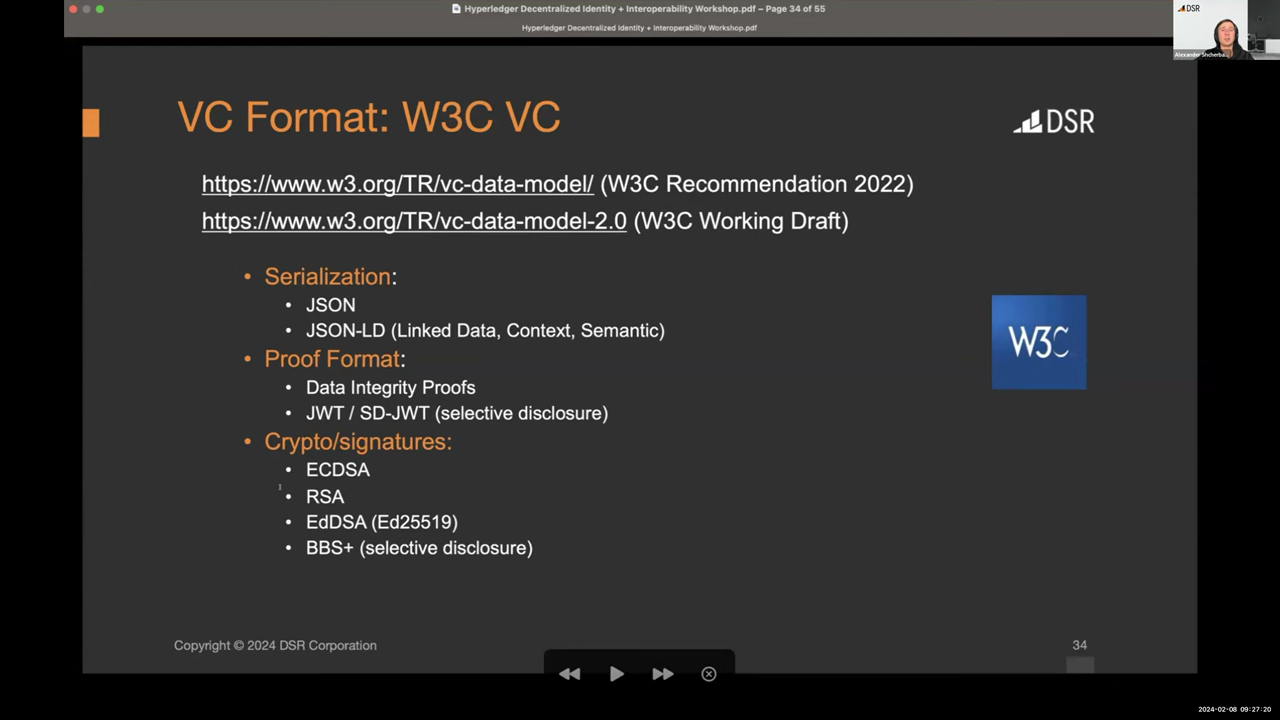 Hyperledger Decentralized Identity + Interoperability Workshop.pdf – Page 34 of 55
Hyperledger Decentralized Identity + Interoperability Workshop.pdf
DSR
Alexander Shcherba...
VC Format: W3C VC
DSR
https://www.w3.org/TR/vc-data-model/ (W3C Recommendation 2022)
https://www.w3.org/TR/vc-data-model-2.0 (W3C Working Draft)
• Serialization:
• JSON
• JSON-LD (Linked Data, Context, Semantic)
• Proof Format:
• Data Integrity Proofs
• JWT / SD-JWT (selective disclosure)
• Crypto/signatures:
• ECDSA
• RSA
• EdDSA (Ed25519)
• BBS+ (selective disclosure)
W3C
Copyright © 2024 DSR Corporation
34
2024-02-08 09:27:20